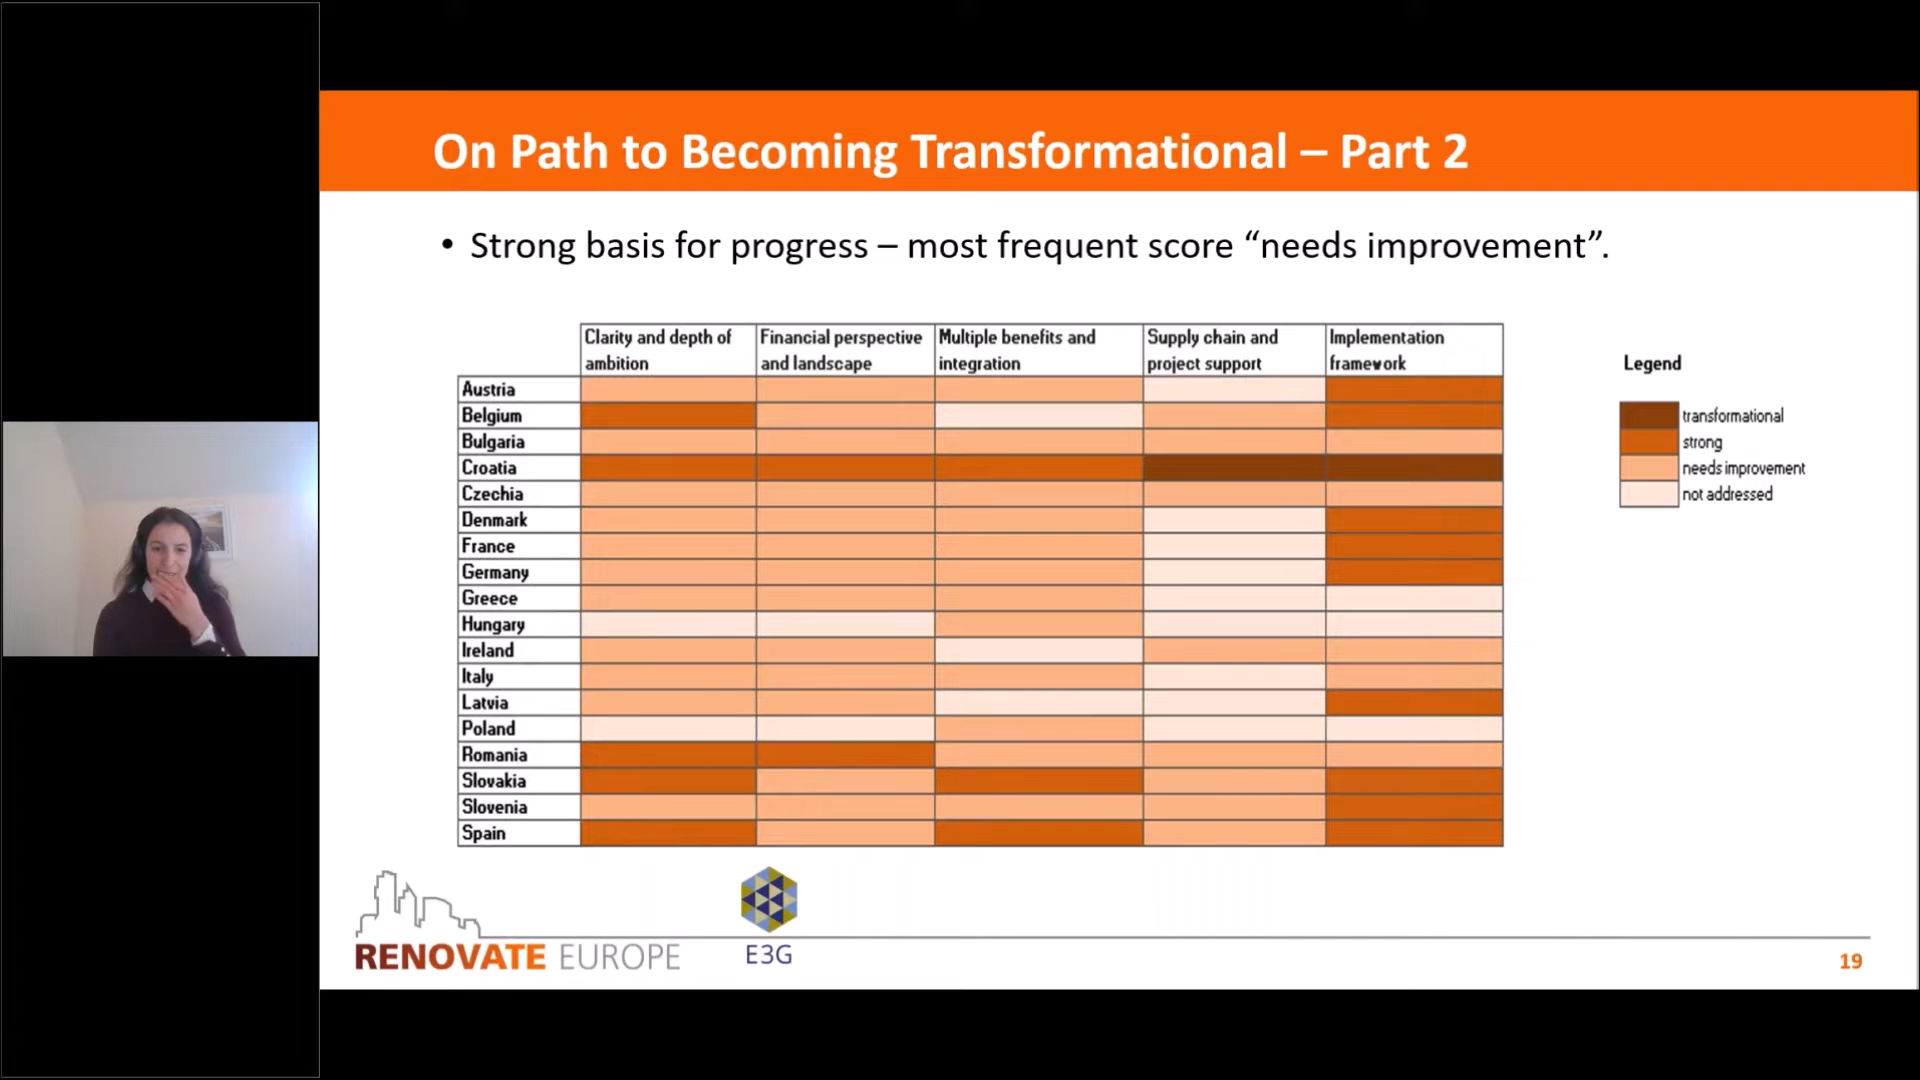 On Path to Becoming Transformational – Part 2
• Strong basis for progress – most frequent score “needs improvement”.
Clarity and depth of ambition
Financial perspective and landscape
Multiple benefits and integration
Supply chain and project support
Implementation framework
Austria
Belgium
Bulgaria
Croatia
Czechia
Denmark
France
Germany
Greece
Hungary
Ireland
Italy
Latvia
Poland
Romania
Slovakia
Slovenia
Spain
Legend
transformational
strong
needs improvement
not addressed
RENOVATE EUROPE
E3G
19